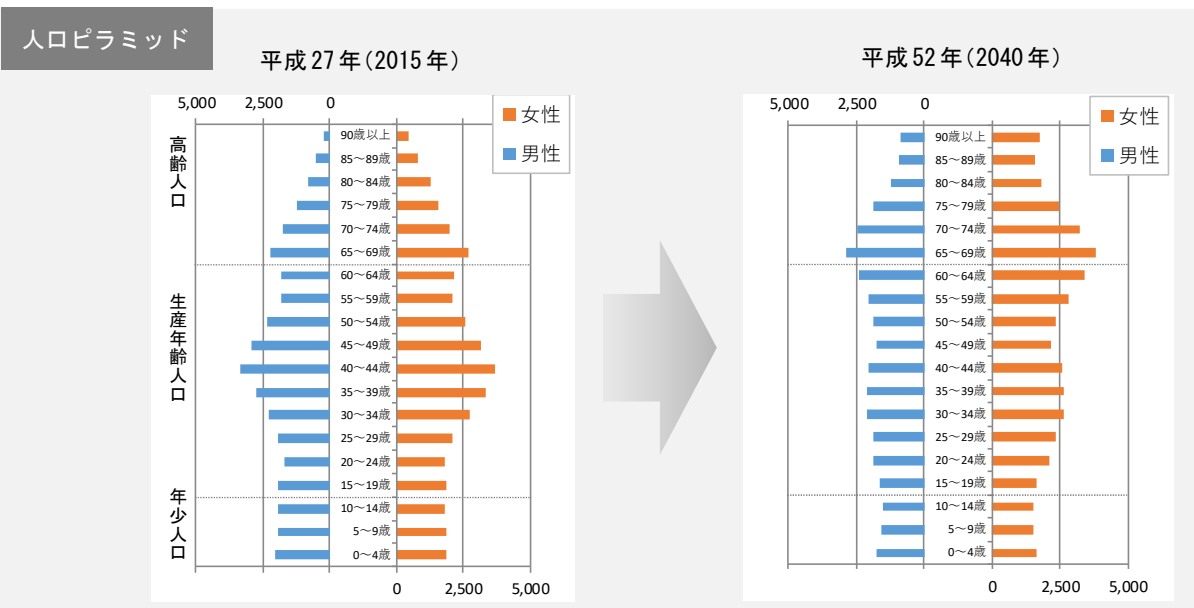 人口ピラミッド
平成27年(2015年)
5,000 2,500 0
女性
男性
高齢人口
生産年齢人口
年少人口
90歳以上
85～89歳
80～84歳
75～79歳
70～74歳
65～69歳
60～64歳
55～59歳
50～54歳
45～49歳
40～44歳
35～39歳
30～34歳
25～29歳
20～24歳
15～19歳
10～14歳
5～9歳
0～4歳
0 2,500 5,000
平成52年(2040年)
5,000 2,500 0
女性
男性
90歳以上
85～89歳
80～84歳
75～79歳
70～74歳
65～69歳
60～64歳
55～59歳
50～54歳
45～49歳
40～44歳
35～39歳
30～34歳
25～29歳
20～24歳
15～19歳
10～14歳
5～9歳
0～4歳
0 2,500 5,000